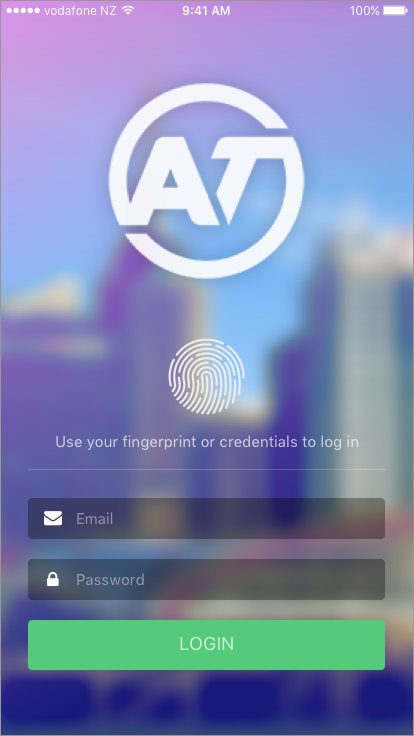 vodafone NZ 9:41 AM 100%
AT
Use your fingerprint or credentials to log in
Email
Password
LOGIN